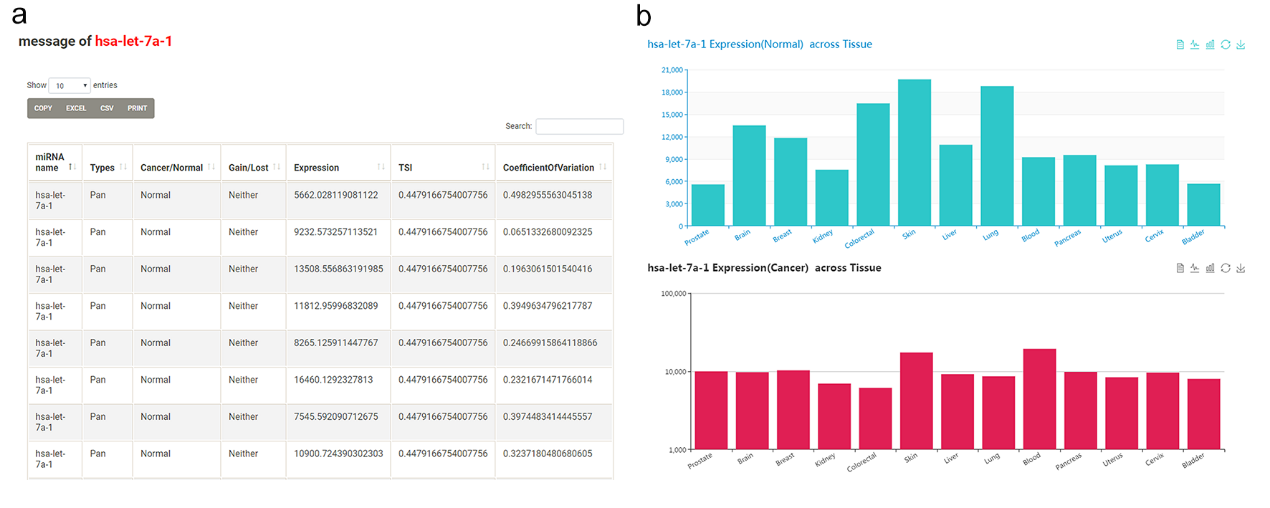 a
message of hsa-let-7a-1
Show 10 entries
COPY EXCEL CSV PRINT
Search:
miRNA name Types Cancer/Normal Gain/Lost Expression TSI CoefficientOfVariation
hsa-let-7a-1 Pan Normal Neither 5662.028119081122 0.4479166754007756 0.4982955563045138
hsa-let-7a-1 Pan Normal Neither 9232.573257113521 0.4479166754007756 0.0651332680092325
hsa-let-7a-1 Pan Normal Neither 13508.556863191985 0.4479166754007756 0.1963061501540416
hsa-let-7a-1 Pan Normal Neither 11812.95996832089 0.4479166754007756 0.3949634796217787
hsa-let-7a-1 Pan Normal Neither 8265.125911447767 0.4479166754007756 0.24669915864118866
hsa-let-7a-1 Pan Normal Neither 16460.1292327813 0.4479166754007756 0.2321671471766014
hsa-let-7a-1 Pan Normal Neither 7545.592090712675 0.4479166754007756 0.3974483414445557
hsa-let-7a-1 Pan Normal Neither 10900.724390302303 0.4479166754007756 0.3237180480680605
b
hsa-let-7a-1 Expression(Normal) across Tissue
21,000
18,000
15,000
12,000
9,000
6,000
3,000
0
Prostate Brain Breast Kidney Colorectal Skin Liver Lung Blood Pancreas Uterus Cervix Bladder
hsa-let-7a-1 Expression(Cancer) across Tissue
100,000
10,000
1,000
Prostate Brain Breast Kidney Colorectal Skin Liver Lung Blood Pancreas Uterus Cervix Bladder